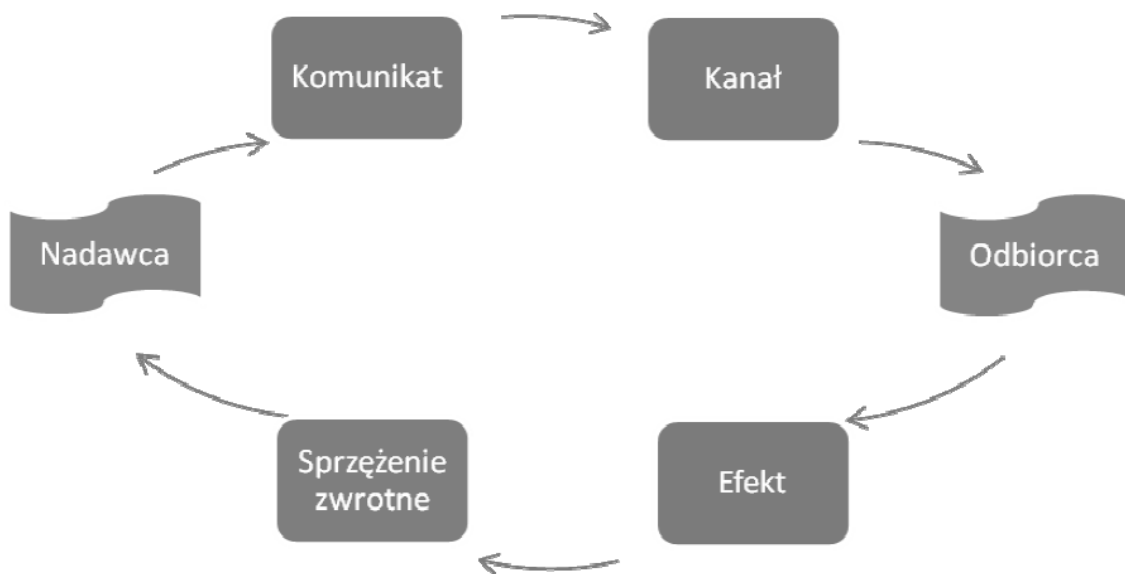 Komunikat
Kanał
Nadawca
Odbiorca
Sprzężenie
zwrotne
Efekt